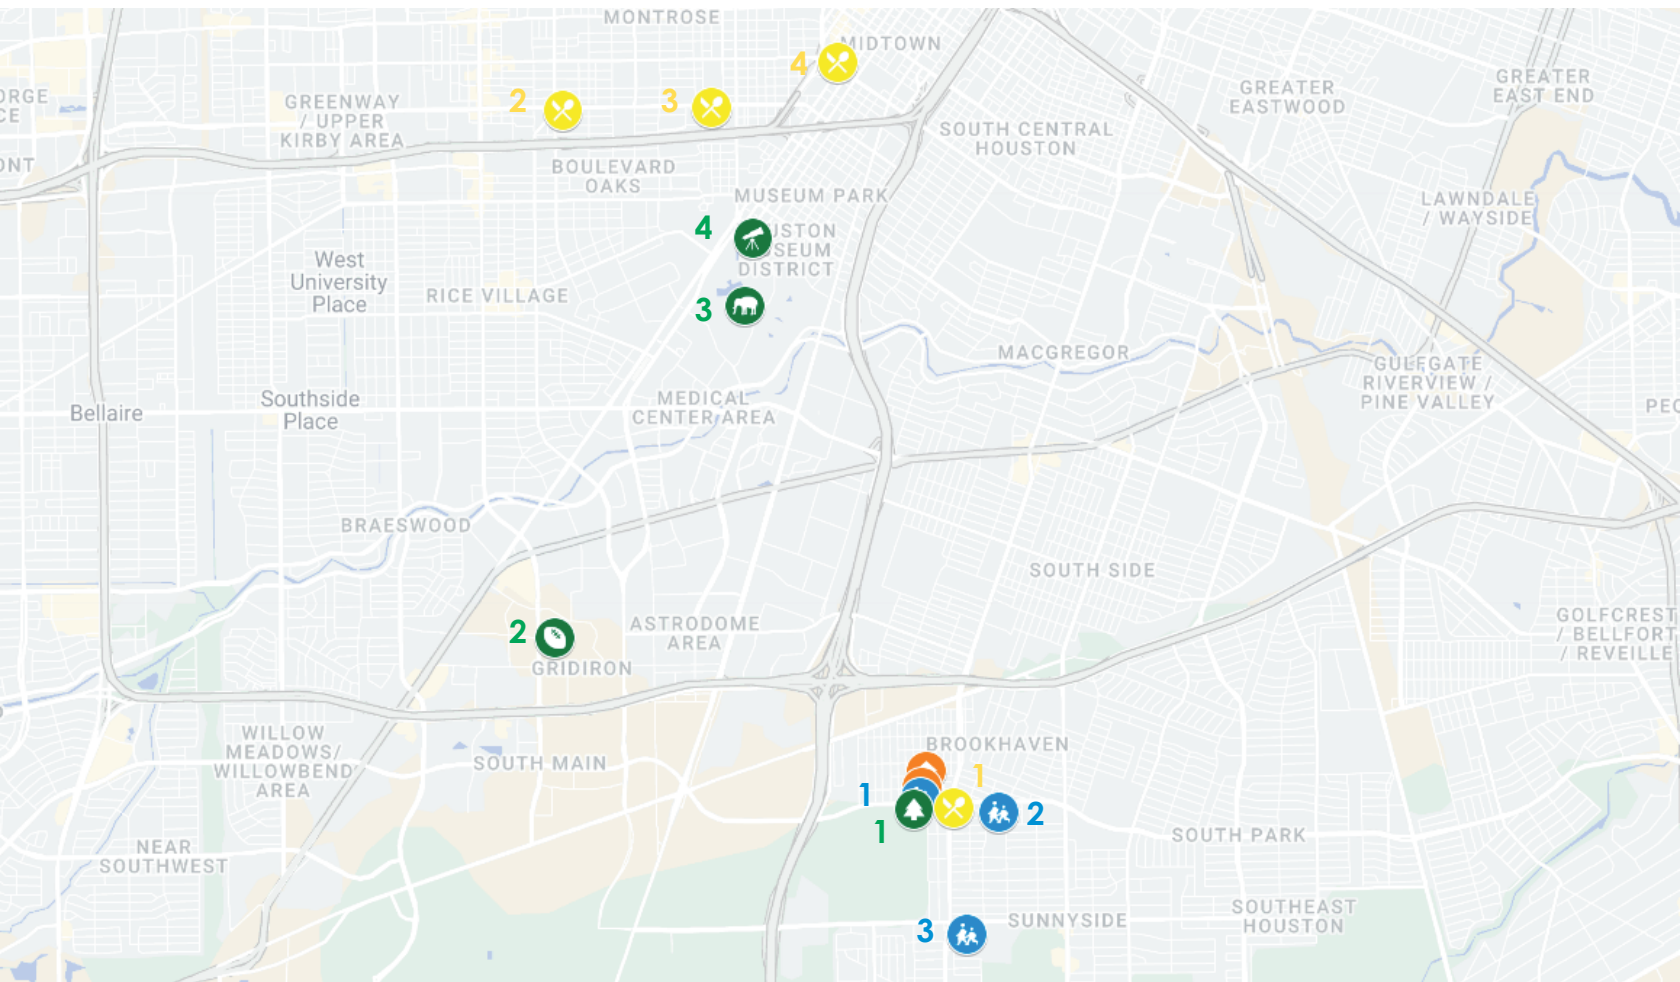 MONTROSE
MIDTOWN
4
GREATER
EASTWOOD
GREATER
EAST END
2
3
GREENWAY
/ UPPER
KIRBY AREA
SOUTH CENTRAL
HOUSTON
BOULEVARD
OAKS
MUSEUM PARK
LAWNDALE
/ WAYSIDE
4
DISTRICT
West
University
Place
RICE VILLAGE
3
MACGREGOR
GULFGATE
RIVERVIEW /
PINE VALLEY
Bellaire
Southside
Place
MEDICAL
CENTER AREA
BRAESWOOD
SOUTH SIDE
2
GRIDIRON
ASTRODOME
AREA
GOLFCREST
/ BELLFORT
/ REVEILLE
WILLOW
MEADOWS/
WILLOWBEND
AREA
SOUTH MAIN
BROOKHAVEN
1
1
2
1
SOUTH PARK
NEAR
SOUTHWEST
3
SUNNYSIDE
SOUTHEAST
HOUSTON